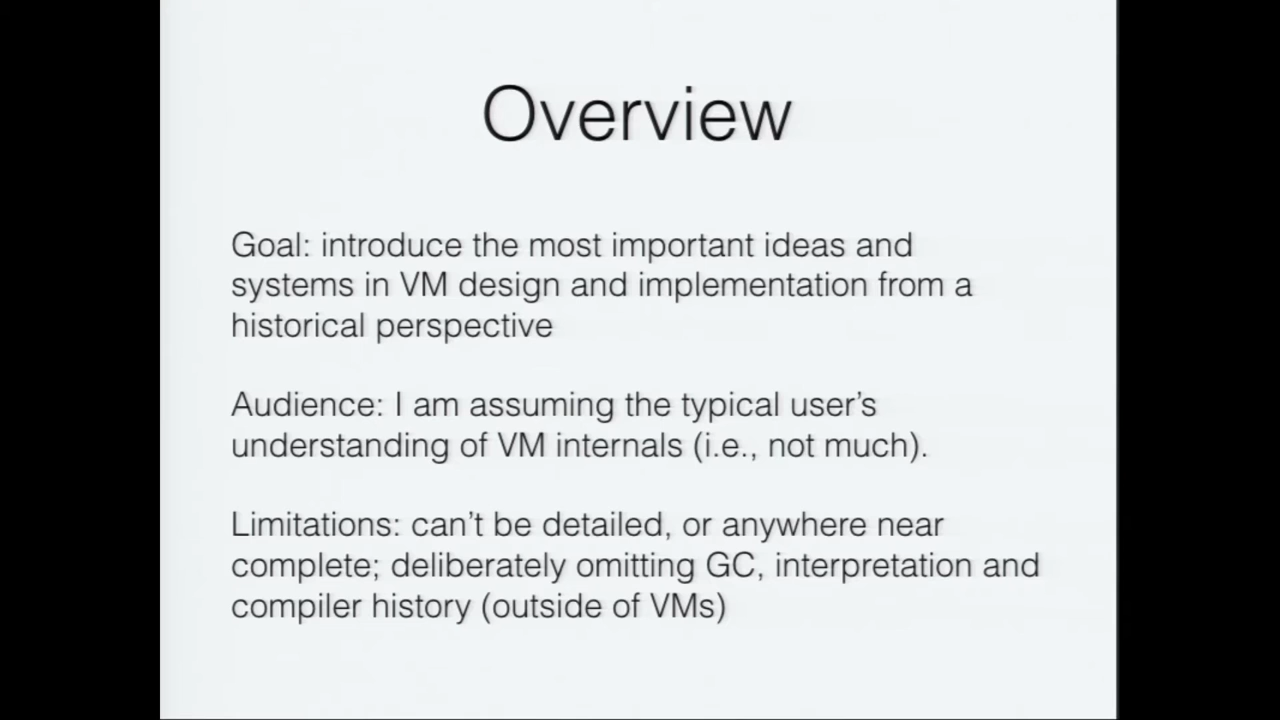 Overview
Goal: introduce the most important ideas and
systems in VM design and implementation from a
historical perspective
Audience: I am assuming the typical user’s
understanding of VM internals (i.e., not much).
Limitations: can’t be detailed, or anywhere near
complete; deliberately omitting GC, interpretation and
compiler history (outside of VMs)